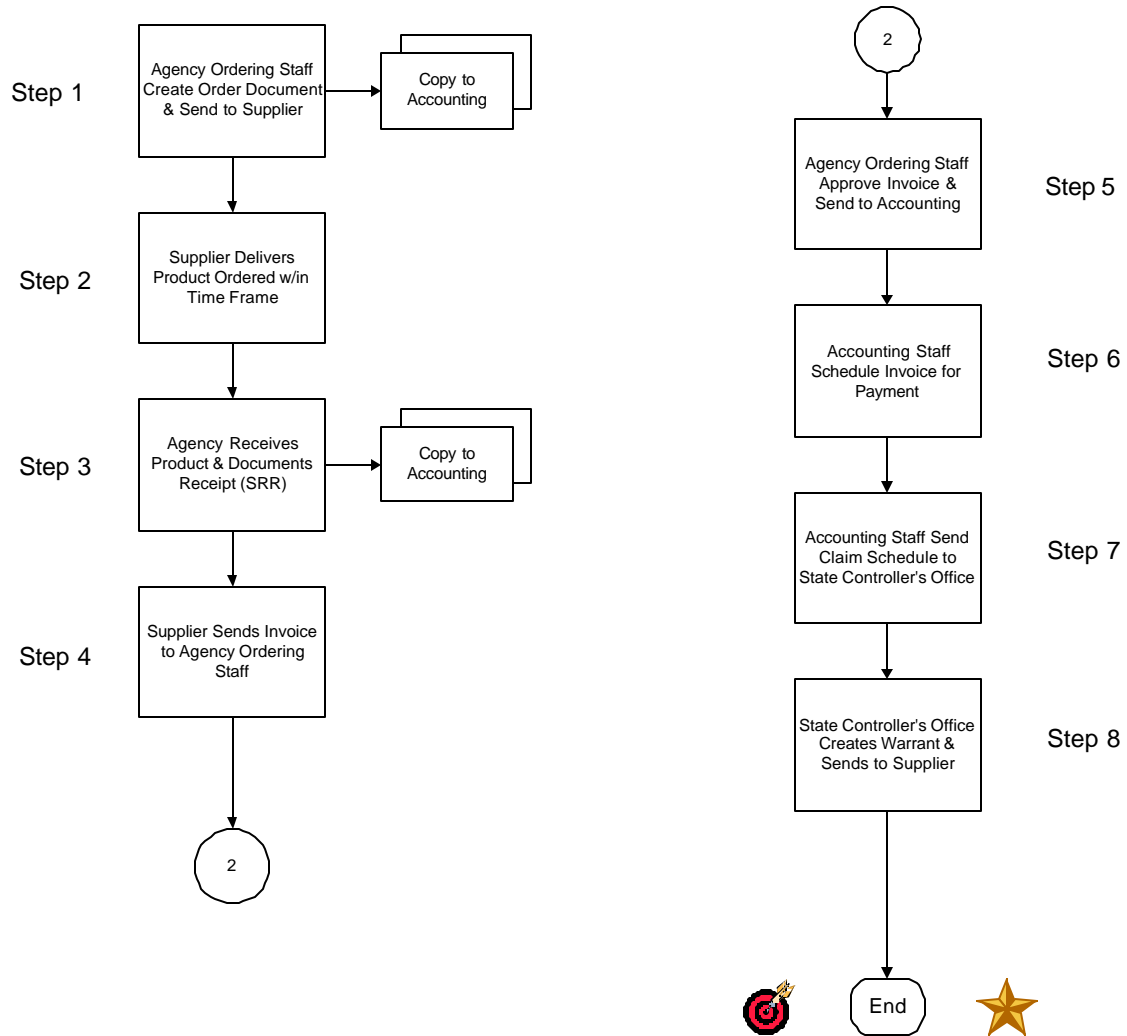 Step 1
Agency Ordering Staff
Create Order Document
& Send to Supplier
Copy to
Accounting
Step 2
Supplier Delivers
Product Ordered w/in
Time Frame
Step 3
Agency Receives
Product & Documents
Receipt (SRR)
Copy to
Accounting
Step 4
Supplier Sends Invoice
to Agency Ordering
Staff
2
2
Agency Ordering Staff
Approve Invoice &
Send to Accounting
Step 5
Accounting Staff
Schedule Invoice for
Payment
Step 6
Accounting Staff Send
Claim Schedule to
State Controller's Office
Step 7
State Controller's Office
Creates Warrant &
Sends to Supplier
Step 8
End